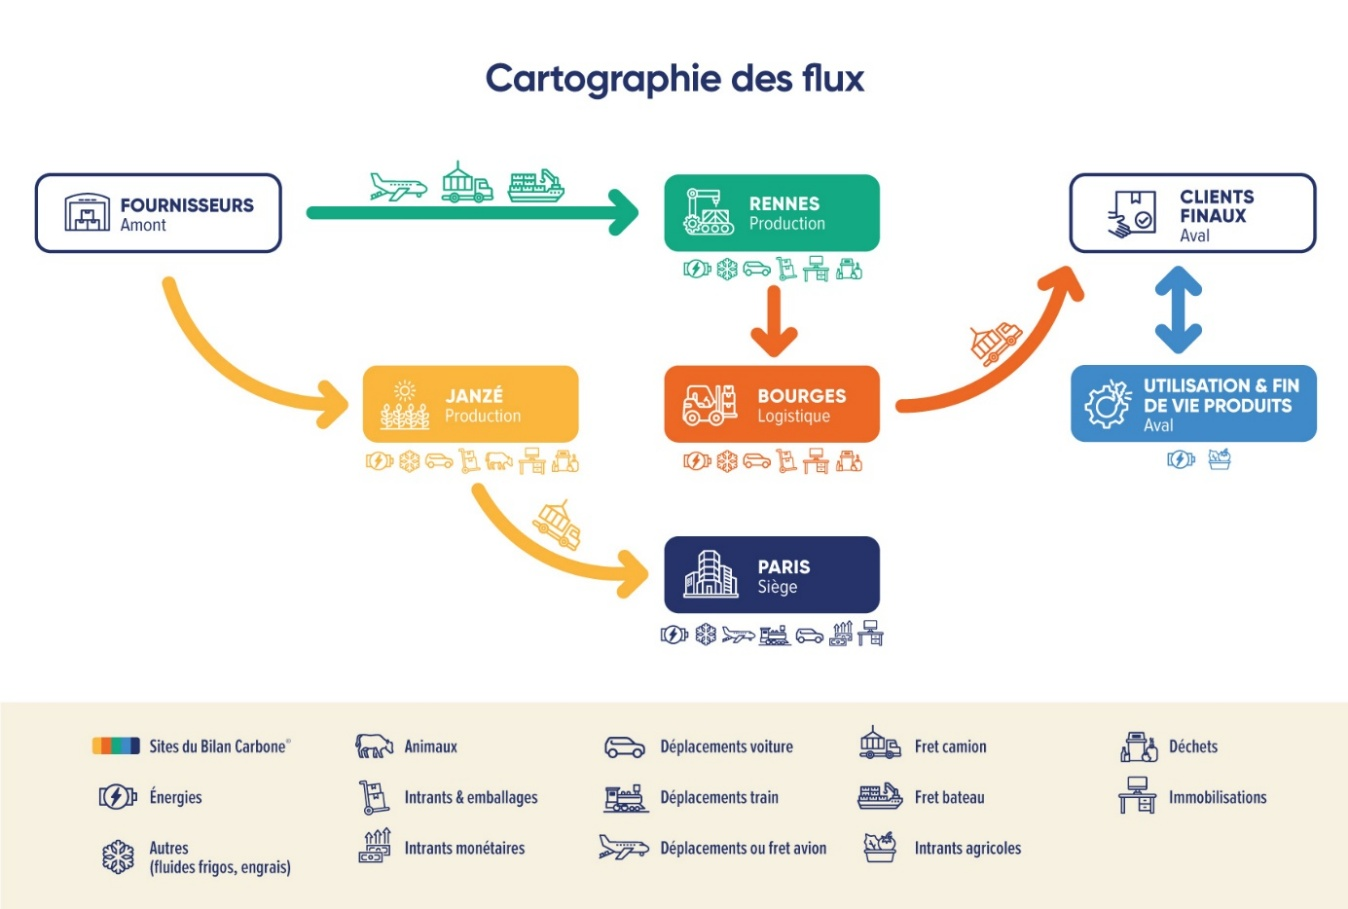 Cartographie des flux
FOURNISSEURS
Amont
RENNES
Production
CLIENTS
FINAUX
Aval
JANZÉ
Production
BOURGES
Logistique
UTILISATION & FIN
DE VIE PRODUITS
Aval
PARIS
Siège
Sites du Bilan Carbone®
Énergies
Autres
(fluides frigos, engrais)
Animaux
Intrants & emballages
Intrants monétaires
Déplacements voiture
Déplacements train
Déplacements ou fret avion
Fret camion
Fret bateau
Intrants agricoles
Déchets
Immobilisations